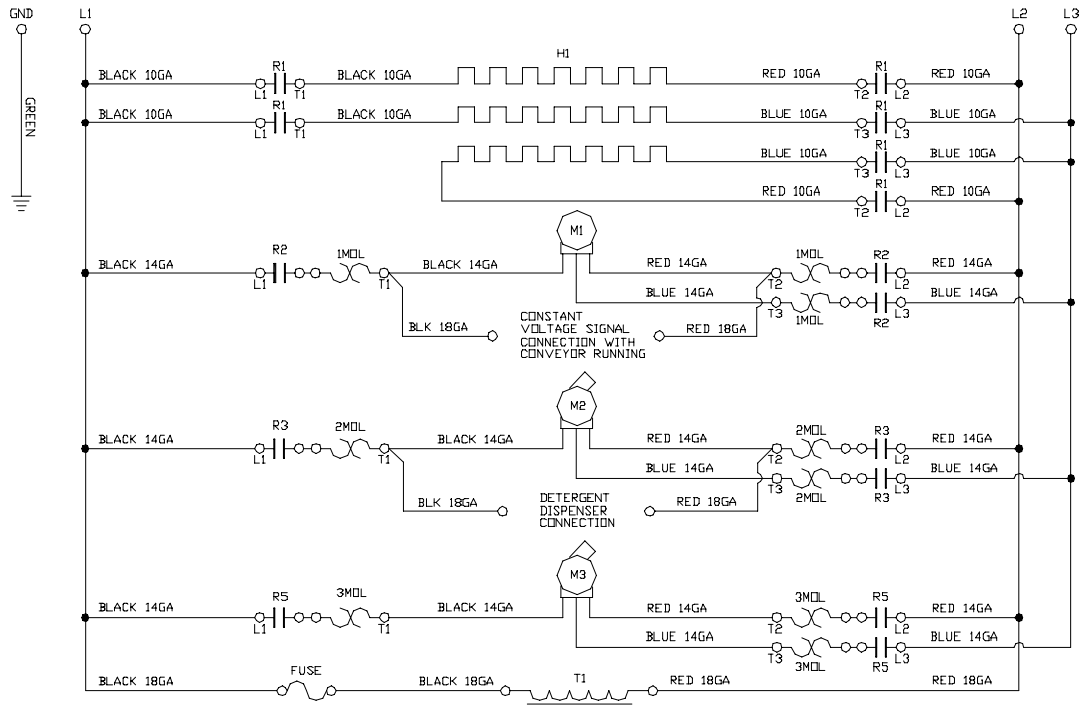 GND L1 L2 L3
H1
BLACK 10GA R1 BLACK 10GA RED 10GA R1 RED 10GA
L1 T1 T2 L2
BLACK 10GA R1 BLACK 10GA BLUE 10GA R1 BLUE 10GA
L1 T1 T3 L3
GREEN
BLUE 10GA R1 BLUE 10GA
T3 L3
RED 10GA R1 RED 10GA
T2 L2
M1
BLACK 14GA R2 1MOL BLACK 14GA RED 14GA 1MOL R2 RED 14GA
L1 T1 T2 L2
BLUE 14GA BLUE 14GA
T3 1MOL R2 L3
BLK 18GA RED 18GA
CONSTANT
VOLTAGE SIGNAL
CONNECTION WITH
CONVEYOR RUNNING
M2
BLACK 14GA R3 2MOL BLACK 14GA RED 14GA 2MOL R3 RED 14GA
L1 T1 T2 L2
BLUE 14GA BLUE 14GA
T3 2MOL R3 L3
BLK 18GA RED 18GA
DETERGENT
DISPENSER
CONNECTION
M3
BLACK 14GA R5 3MOL BLACK 14GA RED 14GA 3MOL R5 RED 14GA
L1 T1 T2 L2
BLUE 14GA BLUE 14GA
T3 3MOL R5 L3
BLACK 18GA FUSE BLACK 18GA T1 RED 18GA RED 18GA